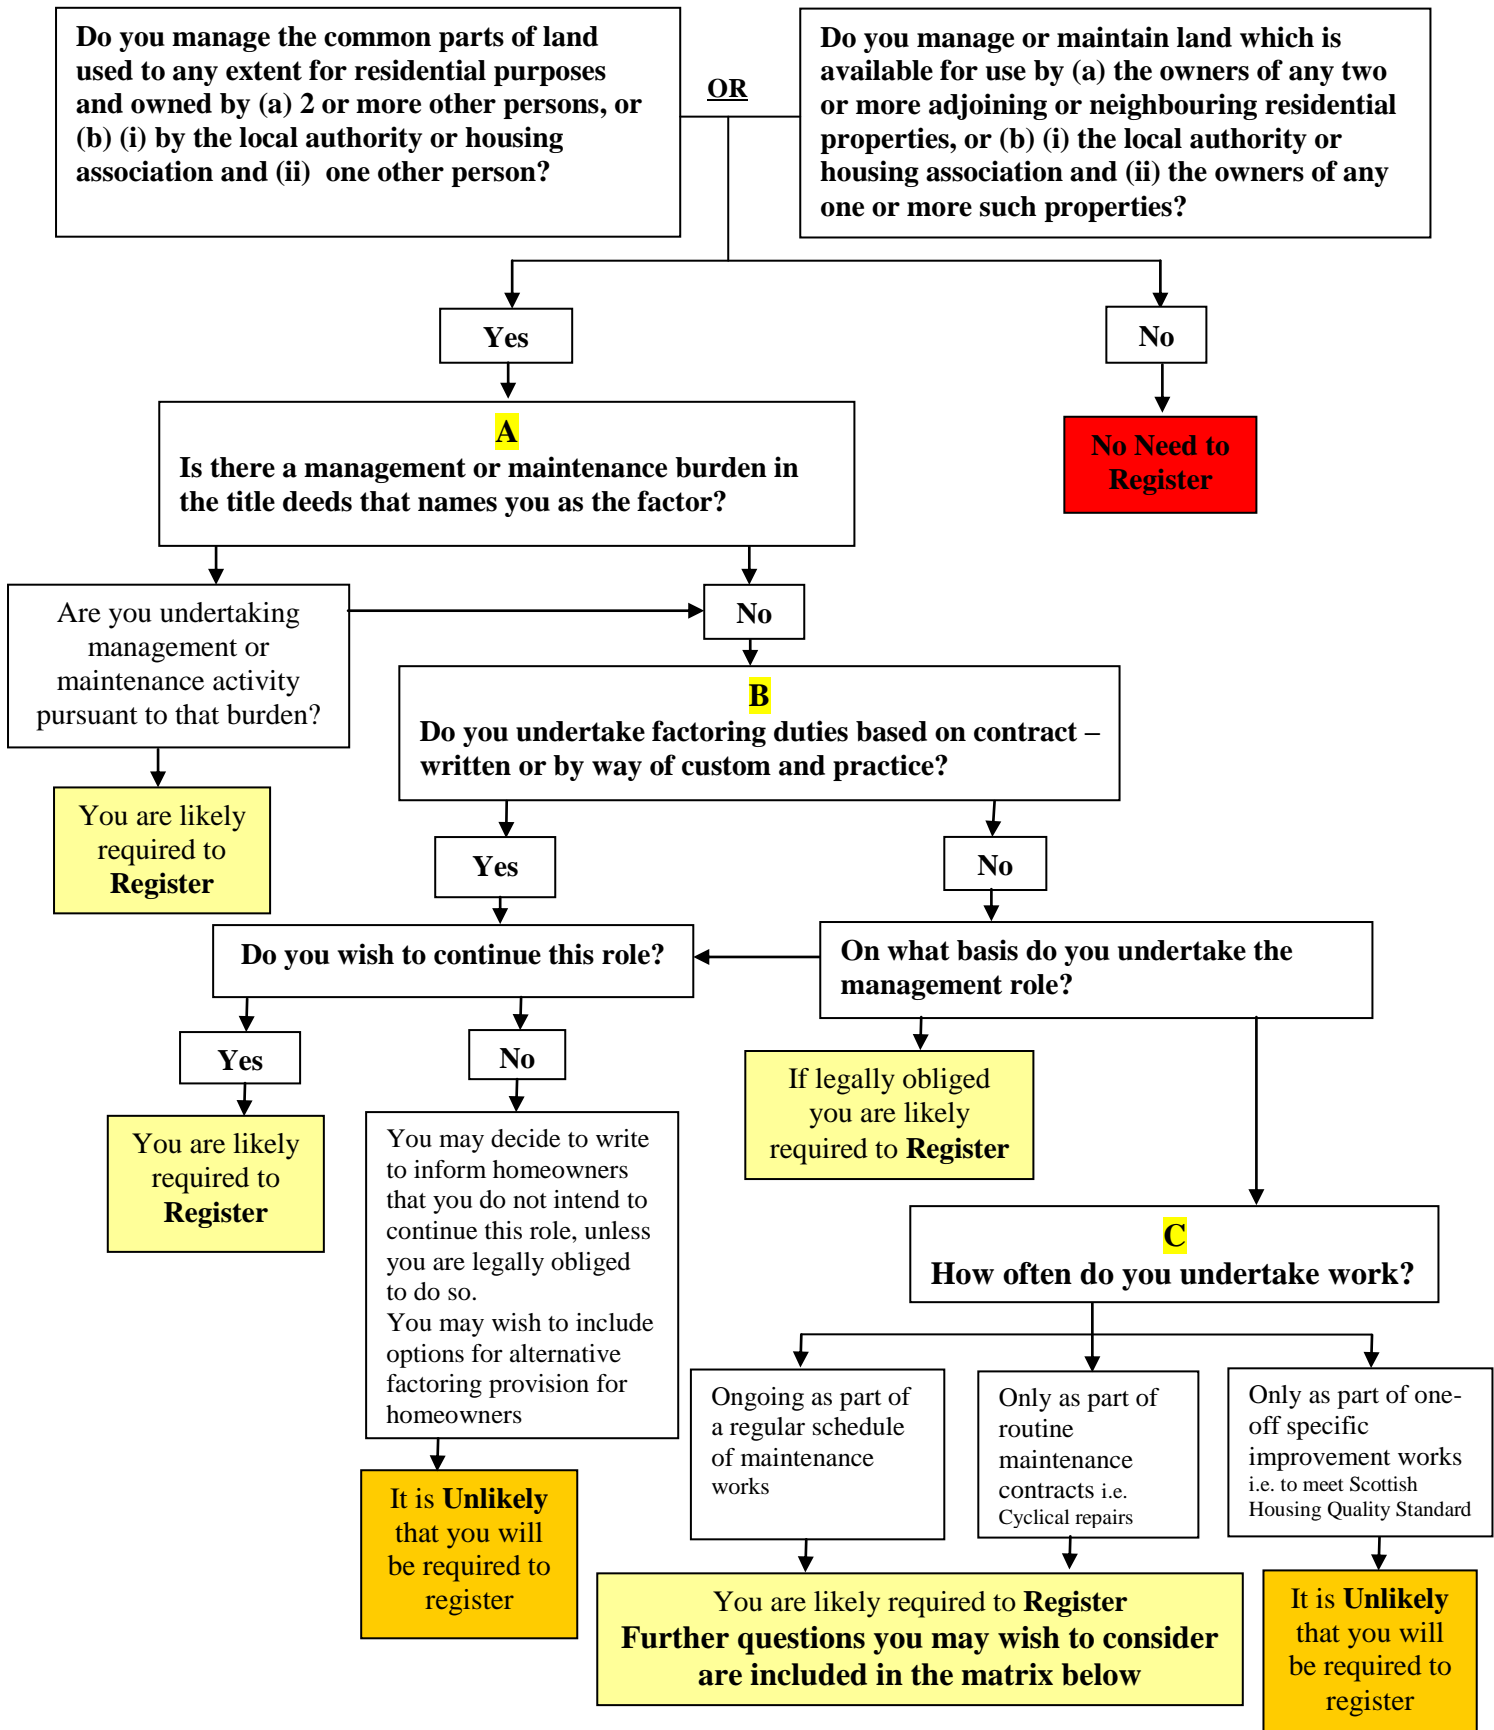 Do you manage the common parts of land
used to any extent for residential purposes
and owned by (a) 2 or more other persons, or
(b) (i) by the local authority or housing
association and (ii) one other person?
OR
Do you manage or maintain land which is
available for use by (a) the owners of any two
or more adjoining or neighbouring residential
properties, or (b) (i) the local authority or
housing association and (ii) the owners of any
one or more such properties?
Yes
No
A
Is there a management or maintenance burden in
the title deeds that names you as the factor?
No Need to
Register
Are you undertaking
management or
maintenance activity
pursuant to that burden?
No
B
Do you undertake factoring duties based on contract –
written or by way of custom and practice?
You are likely
required to
Register
Yes
No
Do you wish to continue this role?
On what basis do you undertake the
management role?
Yes
No
If legally obliged
you are likely
required to Register
You are likely
required to
Register
You may decide to write
to inform homeowners
that you do not intend to
continue this role, unless
you are legally obliged
to do so.
You may wish to include
options for alternative
factoring provision for
homeowners
C
How often do you undertake work?
Ongoing as part of
a regular schedule
of maintenance
works
Only as part of
routine
maintenance
contracts i.e.
Cyclical repairs
Only as part of one-
off specific
improvement works
i.e. to meet Scottish
Housing Quality Standard
It is Unlikely
that you will
be required to
register
You are likely required to Register
Further questions you may wish to consider
are included in the matrix below
It is Unlikely
that you will
be required to
register